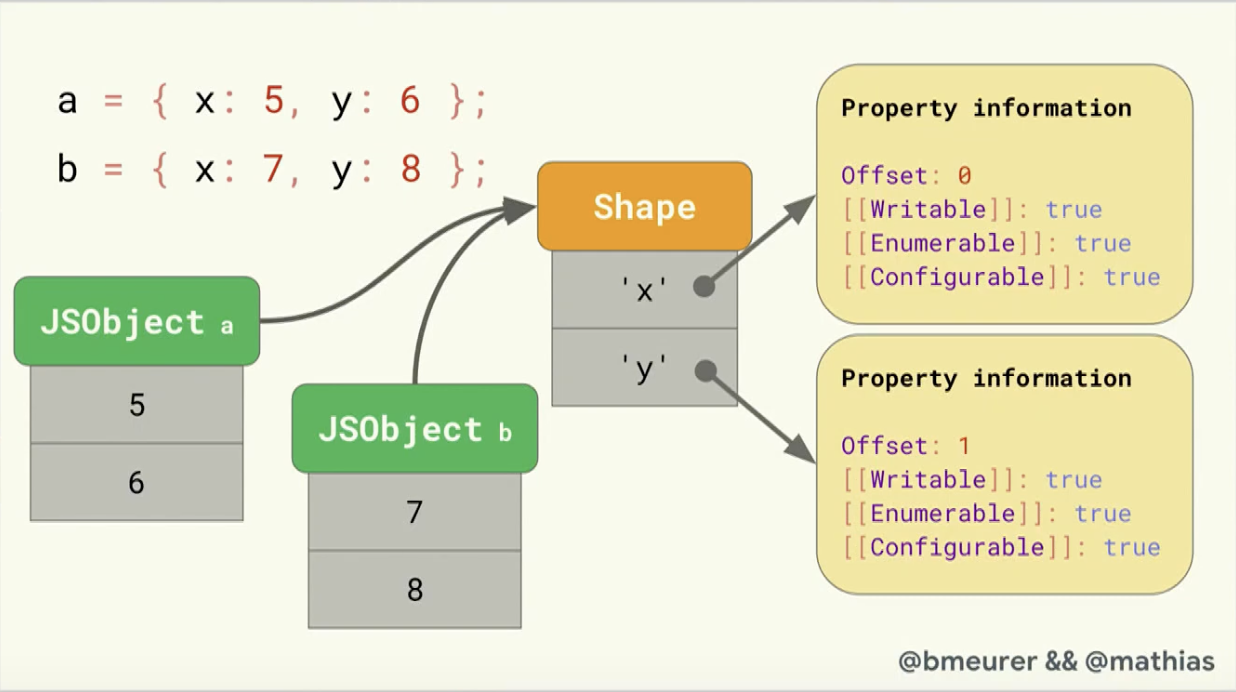 a = { x: 5, y: 6 };
b = { x: 7, y: 8 };
JSObject a
5
6
JSObject b
7
8
Shape
'x'
'y'
Property information
Offset: 0
[[Writable]]: true
[[Enumerable]]: true
[[Configurable]]: true
Property information
Offset: 1
[[Writable]]: true
[[Enumerable]]: true
[[Configurable]]: true
@bmeurer && @mathias